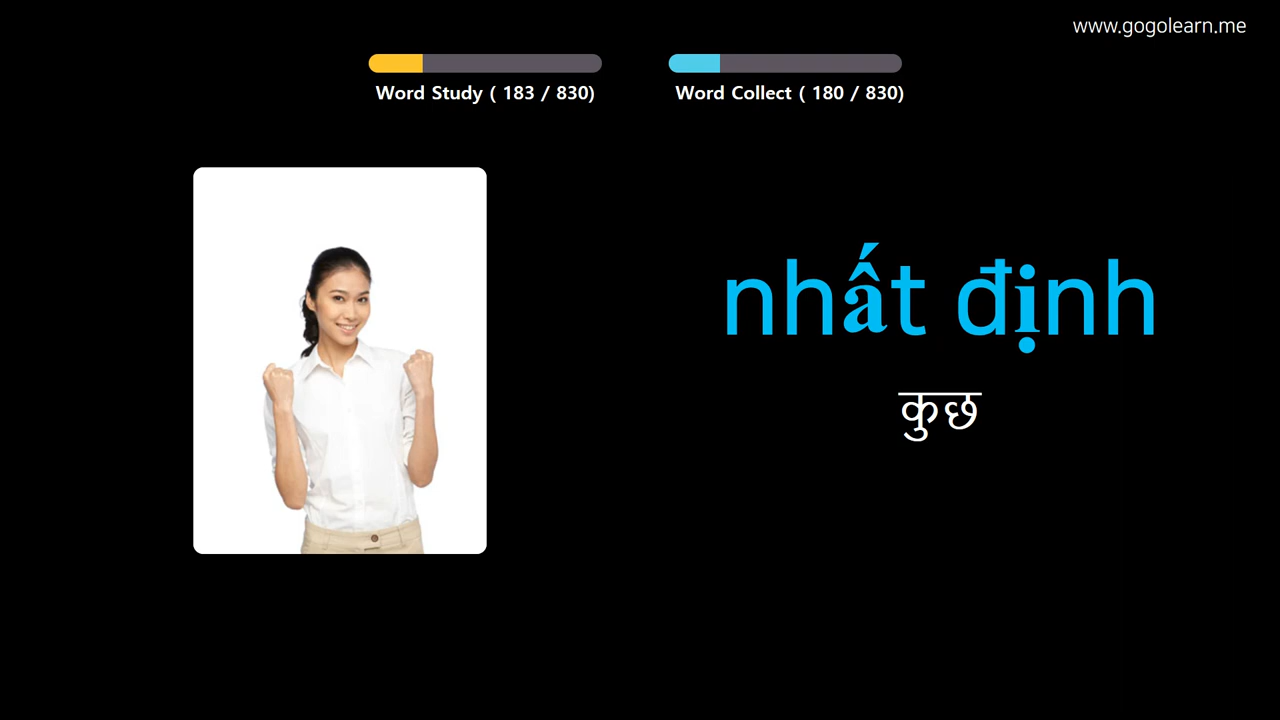 www.gogolearn.me
Word Study ( 183 / 830)
Word Collect ( 180 / 830)
nhất định
कुछ